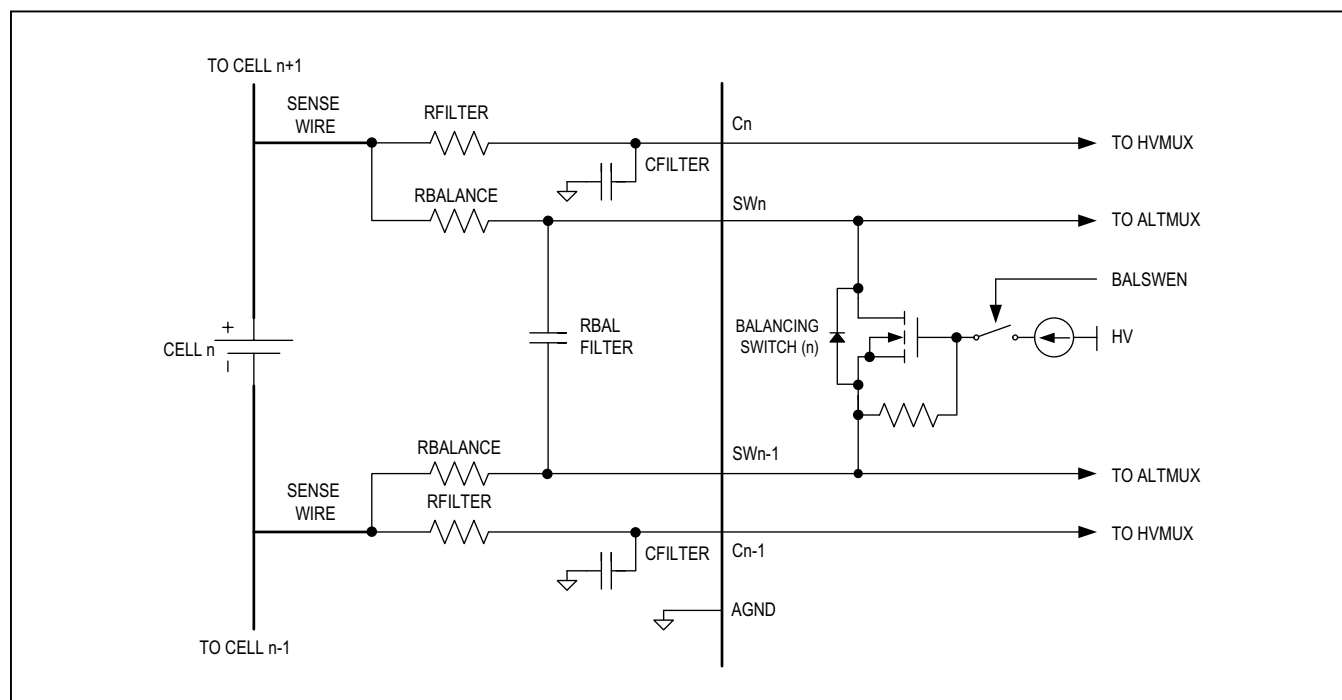 TO CELL n+1
SENSE
WIRE
RFILTER
Cn
TO HVMUX
CFILTER
RBALANCE
SWn
TO ALTMUX
BALSWEN
CELL n
+
–
RBAL
FILTER
BALANCING
SWITCH (n)
HV
RBALANCE
SWn-1
TO ALTMUX
SENSE
WIRE
RFILTER
CFILTER
Cn-1
TO HVMUX
AGND
TO CELL n-1